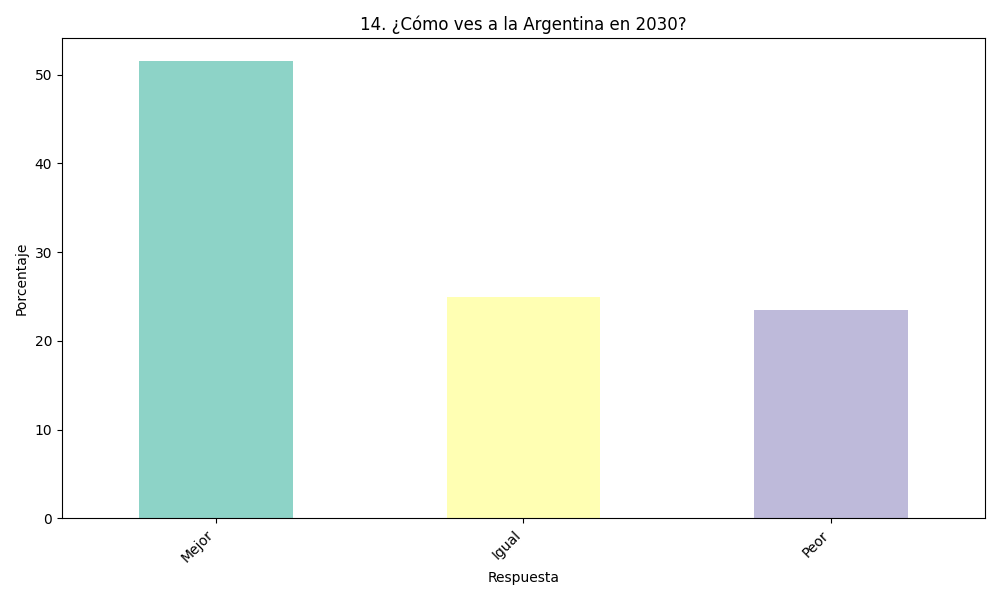 14. ¿Cómo ves a la Argentina en 2030?
Porcentaje
50
40
30
20
10
0
Mejor
Igual
Peor
Respuesta